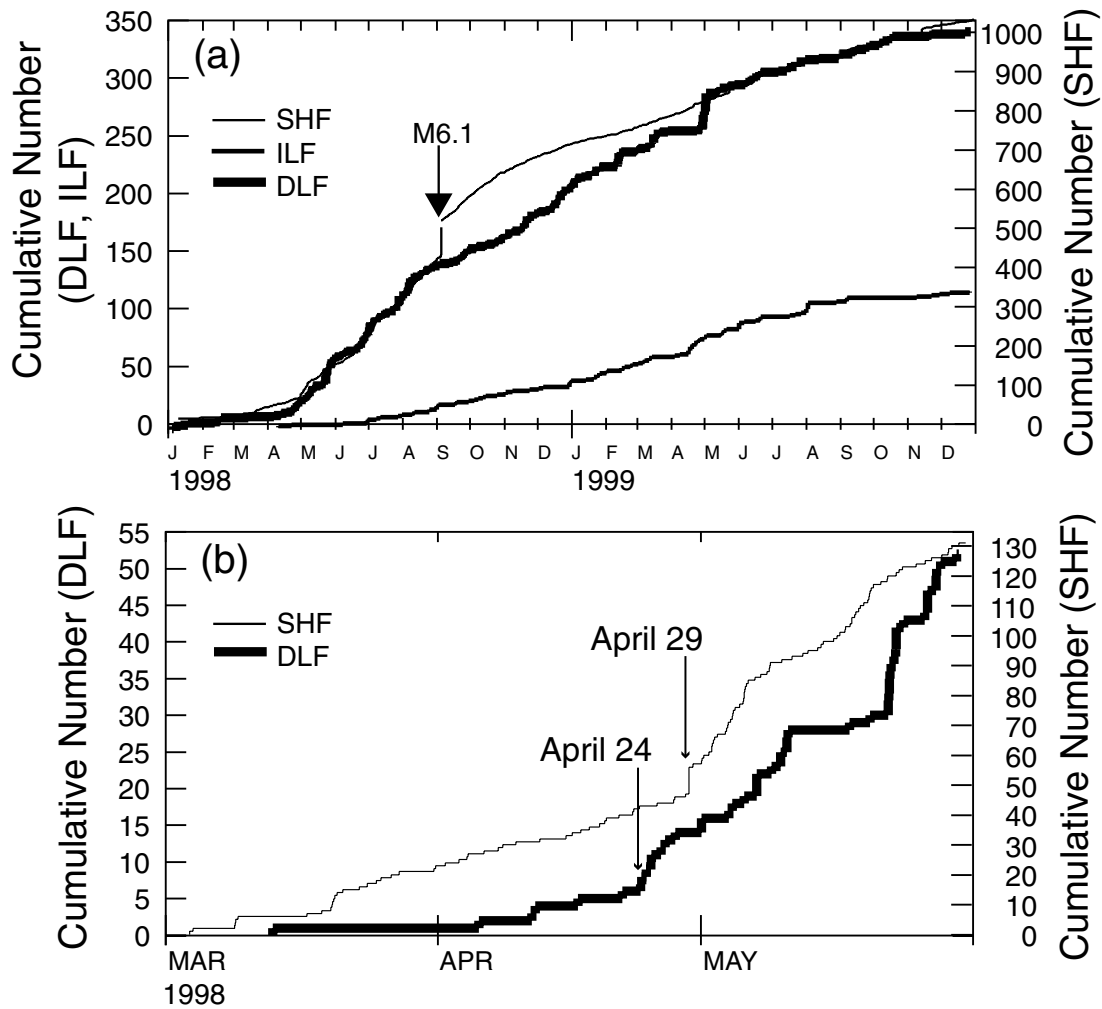 (a)
Cumulative Number
(DLF, ILF)
350
300
250
200
150
100
50
0
SHF
ILF
DLF
M6.1
1000
900
800
700
600
500
400
300
200
100
0
Cumulative Number (SHF)
J F M A M J J A S O N D J F M A M J J A S O N D
1998 1999
(b)
Cumulative Number (DLF)
55
50
45
40
35
30
25
20
15
10
5
0
SHF
DLF
April 29
April 24
130
120
110
100
90
80
70
60
50
40
30
20
10
0
Cumulative Number (SHF)
MAR APR MAY
1998